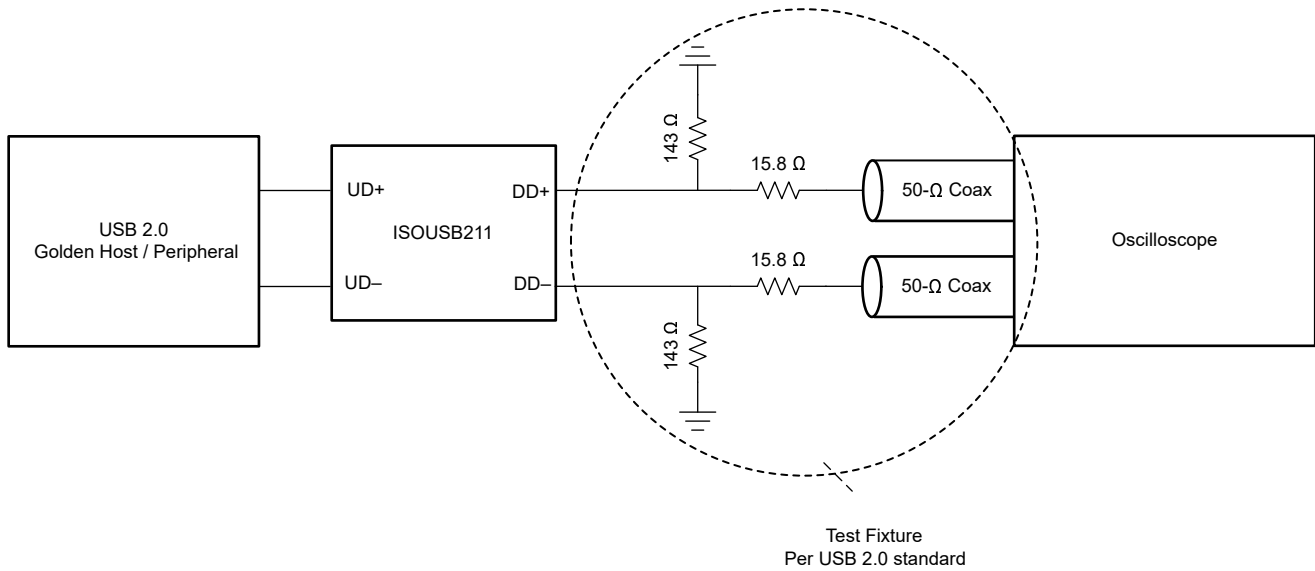 USB 2.0
Golden Host / Peripheral
UD+
UD–
ISOUSB211
DD+
DD–
143 Ω
15.8 Ω
50-Ω Coax
15.8 Ω
50-Ω Coax
143 Ω
Oscilloscope
Test Fixture
Per USB 2.0 standard